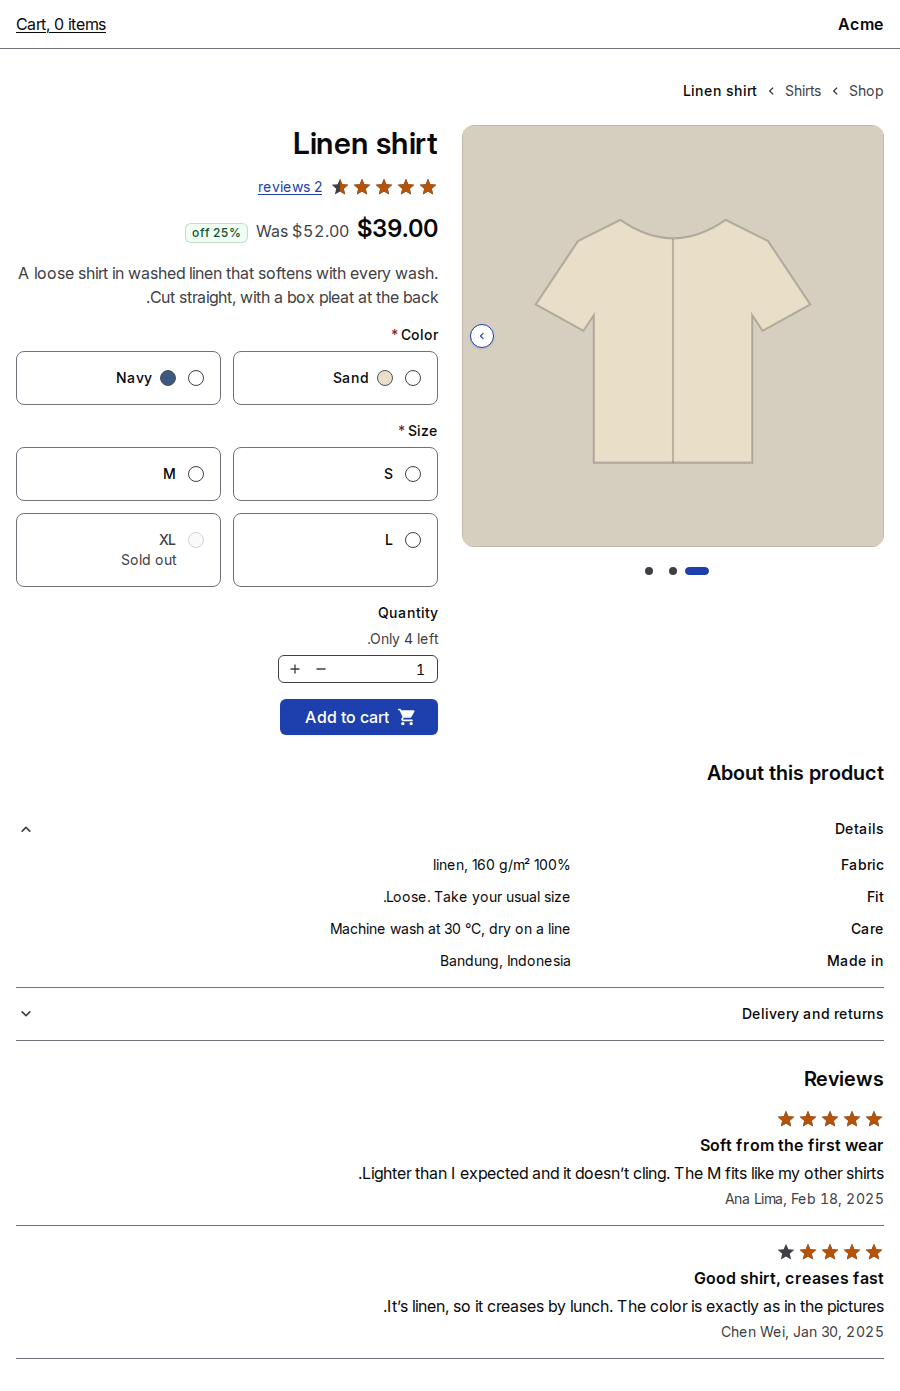 Acme
Cart, 0 items
Shop
Shirts
Linen shirt
Linen shirt
reviews 2
$39.00
Was $52.00
off 25%
A loose shirt in washed linen that softens with every wash.
.Cut straight, with a box pleat at the back
Color *
Sand
Navy
Size *
S
M
L
XL
Sold out
Quantity
.Only 4 left
1
Add to cart
About this product
Details
Fabric
linen, 160 g/m² 100%
Fit
.Loose. Take your usual size
Care
Machine wash at 30 °C, dry on a line
Made in
Bandung, Indonesia
Delivery and returns
Reviews
Soft from the first wear
.Lighter than I expected and it doesn’t cling. The M fits like my other shirts
Ana Lima, Feb 18, 2025
Good shirt, creases fast
.It’s linen, so it creases by lunch. The color is exactly as in the pictures
Chen Wei, Jan 30, 2025